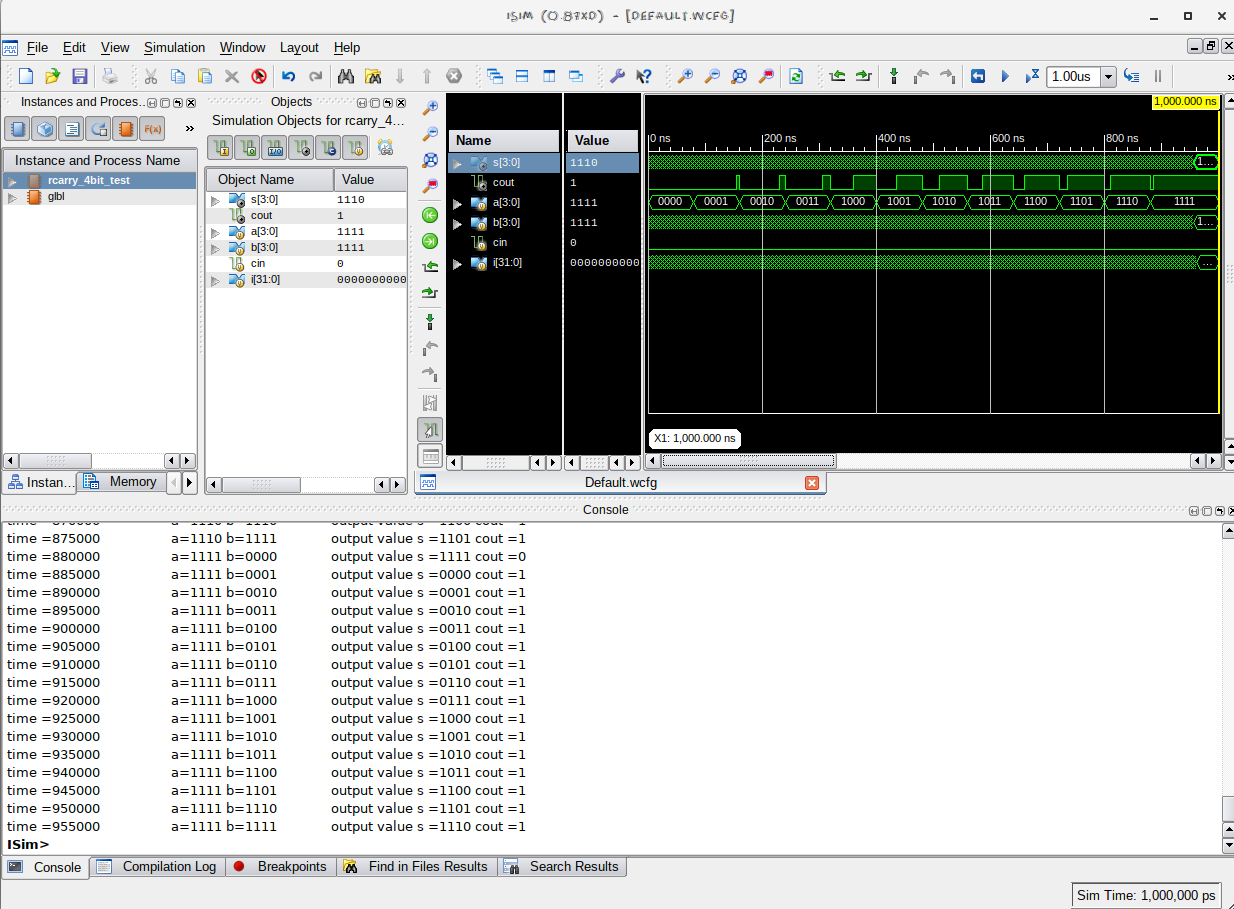 ISIM (O.87XD) - [DEFAULT.WCFG]
File Edit View Simulation Window Layout Help
1.00us
Instances and Proces..
Instance and Process Name
rcarry_4bit_test
glbl
Instan...
Memory
Objects
Simulation Objects for rcarry_4...
Object Name Value
s[3:0] 1110
cout 1
a[3:0] 1111
b[3:0] 1111
cin 0
i[31:0] 0000000000
Name Value
s[3:0] 1110
cout 1
a[3:0] 1111
b[3:0] 1111
cin 0
i[31:0] 0000000000
1,000.000 ns
0 ns 200 ns 400 ns 600 ns 800 ns
1...
0000 0001 0010 0011 1000 1001 1010 1011 1100 1101 1110 1111
1...
...
X1: 1,000.000 ns
Default.wcfg
Console
time =875000 a=1110 b=1111 output value s =1101 cout =1
time =880000 a=1111 b=0000 output value s =1111 cout =0
time =885000 a=1111 b=0001 output value s =0000 cout =1
time =890000 a=1111 b=0010 output value s =0001 cout =1
time =895000 a=1111 b=0011 output value s =0010 cout =1
time =900000 a=1111 b=0100 output value s =0011 cout =1
time =905000 a=1111 b=0101 output value s =0100 cout =1
time =910000 a=1111 b=0110 output value s =0101 cout =1
time =915000 a=1111 b=0111 output value s =0110 cout =1
time =920000 a=1111 b=1000 output value s =0111 cout =1
time =925000 a=1111 b=1001 output value s =1000 cout =1
time =930000 a=1111 b=1010 output value s =1001 cout =1
time =935000 a=1111 b=1011 output value s =1010 cout =1
time =940000 a=1111 b=1100 output value s =1011 cout =1
time =945000 a=1111 b=1101 output value s =1100 cout =1
time =950000 a=1111 b=1110 output value s =1101 cout =1
time =955000 a=1111 b=1111 output value s =1110 cout =1
ISim>
Console Compilation Log Breakpoints Find in Files Results Search Results
Sim Time: 1,000,000 ps